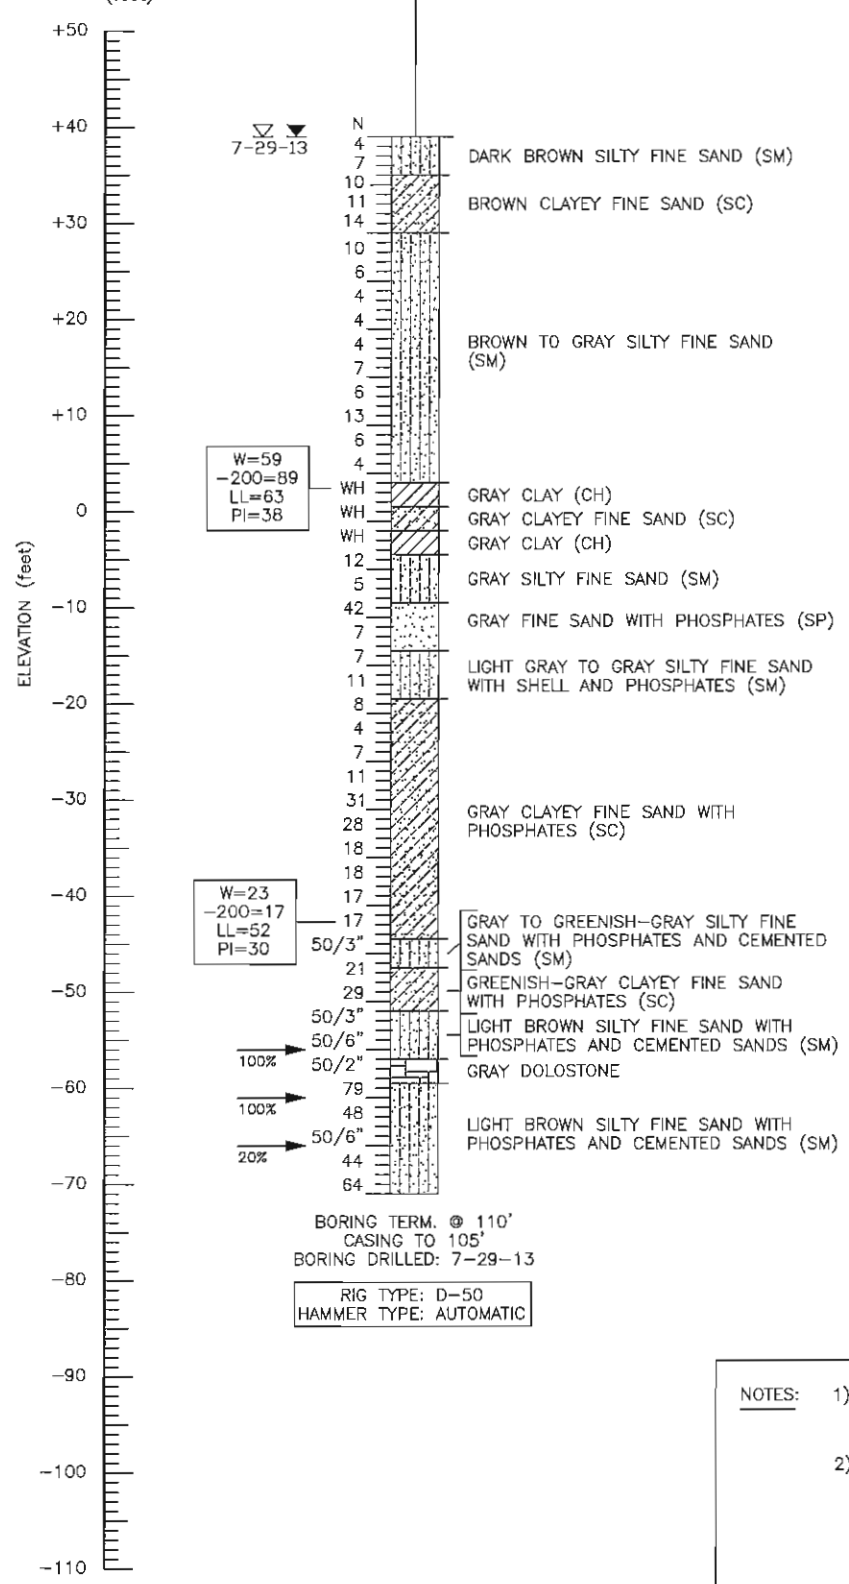 +50
+40
+30
+20
+10
0
−10
−20
−30
−40
−50
−60
−70
−80
−90
−100
−110
ELEVATION (feet)
7-29-13
N
4
7
10
11
14
10
6
4
4
4
7
6
13
6
4
WH
WH
WH
12
5
42
7
7
11
8
4
7
11
31
28
18
18
17
17
50/3"
21
29
50/3"
50/6"
50/2"
79
48
50/6"
44
64
W=59
−200=89
LL=63
PI=38
W=23
−200=17
LL=52
PI=30
100%
100%
20%
DARK BROWN SILTY FINE SAND (SM)
BROWN CLAYEY FINE SAND (SC)
BROWN TO GRAY SILTY FINE SAND
(SM)
GRAY CLAY (CH)
GRAY CLAYEY FINE SAND (SC)
GRAY CLAY (CH)
GRAY SILTY FINE SAND (SM)
GRAY FINE SAND WITH PHOSPHATES (SP)
LIGHT GRAY TO GRAY SILTY FINE SAND
WITH SHELL AND PHOSPHATES (SM)
GRAY CLAYEY FINE SAND WITH
PHOSPHATES (SC)
GRAY TO GREENISH−GRAY SILTY FINE
SAND WITH PHOSPHATES AND CEMENTED
SANDS (SM)
GREENISH−GRAY CLAYEY FINE SAND
WITH PHOSPHATES (SC)
LIGHT BROWN SILTY FINE SAND WITH
PHOSPHATES AND CEMENTED SANDS (SM)
GRAY DOLOSTONE
LIGHT BROWN SILTY FINE SAND WITH
PHOSPHATES AND CEMENTED SANDS (SM)
BORING TERM. @ 110'
CASING TO 105'
BORING DRILLED: 7−29−13
RIG TYPE: D−50
HAMMER TYPE: AUTOMATIC
NOTES: 1)
2)